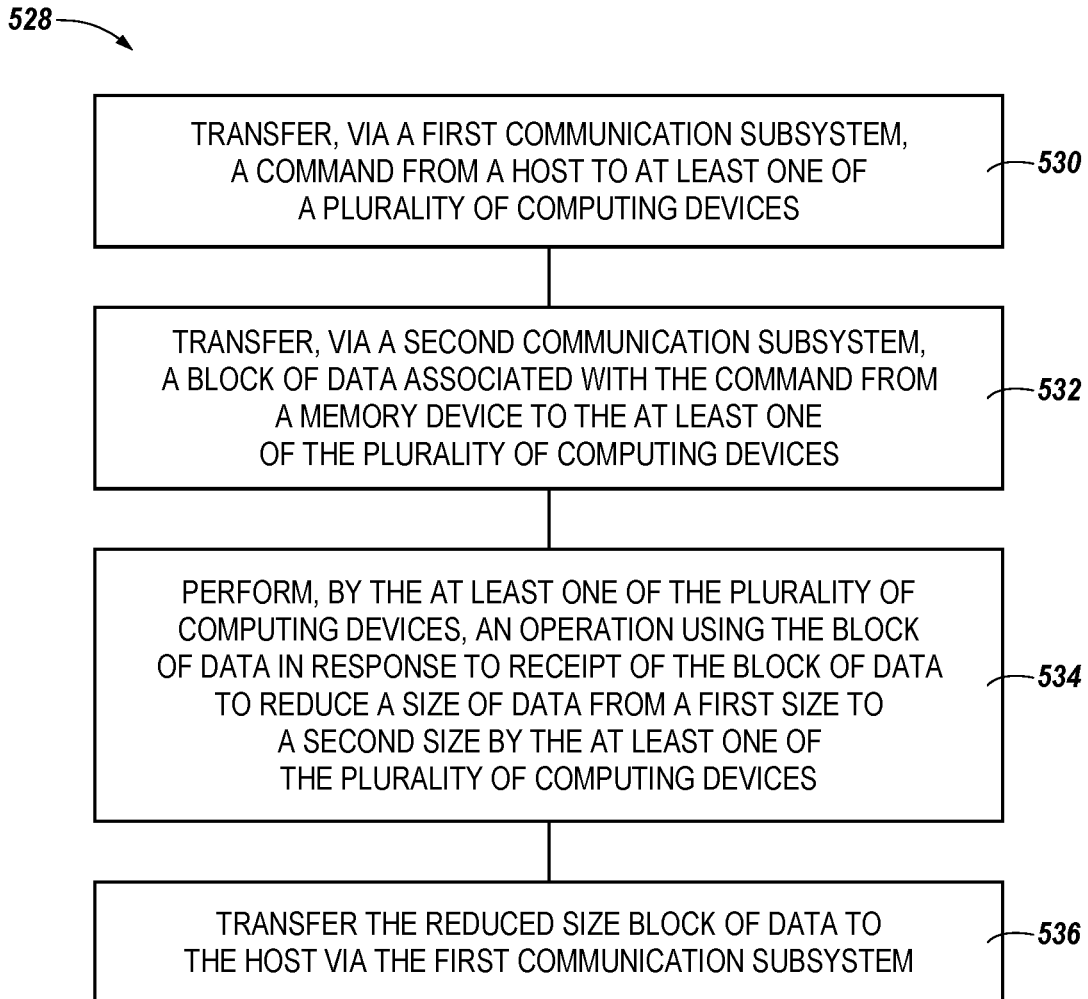 528
TRANSFER, VIA A FIRST COMMUNICATION SUBSYSTEM,
A COMMAND FROM A HOST TO AT LEAST ONE OF
A PLURALITY OF COMPUTING DEVICES
530
TRANSFER, VIA A SECOND COMMUNICATION SUBSYSTEM,
A BLOCK OF DATA ASSOCIATED WITH THE COMMAND FROM
A MEMORY DEVICE TO THE AT LEAST ONE
OF THE PLURALITY OF COMPUTING DEVICES
532
PERFORM, BY THE AT LEAST ONE OF THE PLURALITY OF
COMPUTING DEVICES, AN OPERATION USING THE BLOCK
OF DATA IN RESPONSE TO RECEIPT OF THE BLOCK OF DATA
TO REDUCE A SIZE OF DATA FROM A FIRST SIZE TO
A SECOND SIZE BY THE AT LEAST ONE OF
THE PLURALITY OF COMPUTING DEVICES
534
TRANSFER THE REDUCED SIZE BLOCK OF DATA TO
THE HOST VIA THE FIRST COMMUNICATION SUBSYSTEM
536